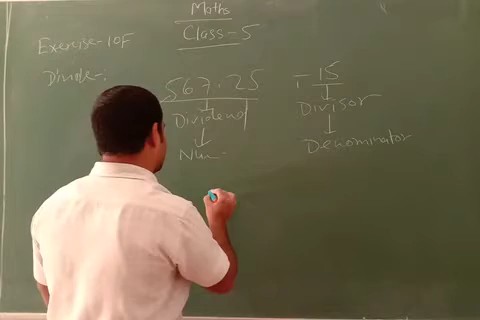 Maths
Class-5
Exercise-10F
Divide-:
567.25 ÷ 15
Dividend Divisor
Num- Denominator